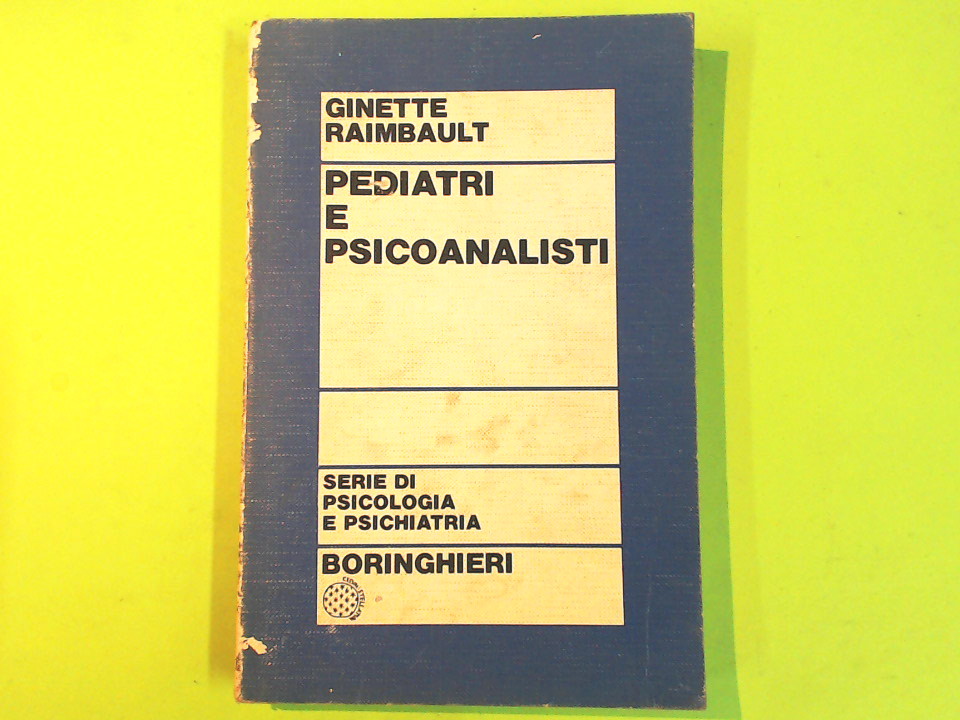 GINETTE
RAIMBAULT
PEDIATRI
E
PSICOANALISTI
SERIE DI
PSICOLOGIA
E PSICHIATRIA
BORINGHIERI